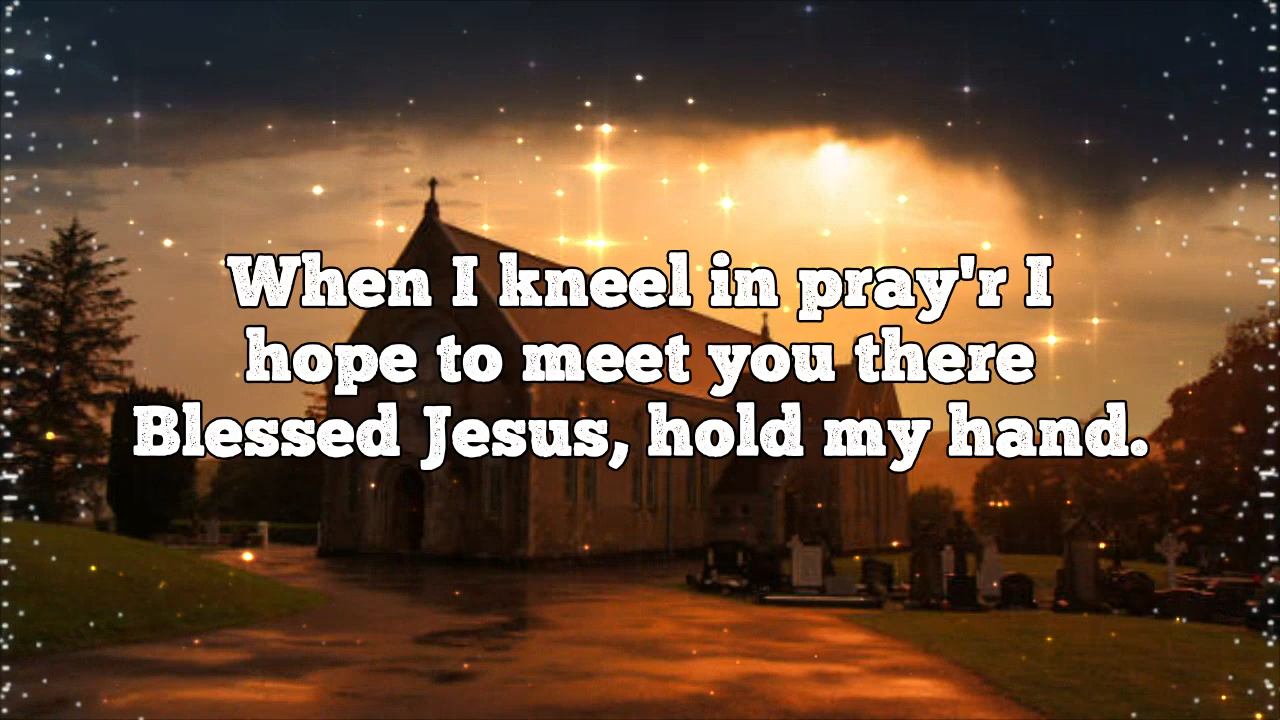 When I kneel in pray'r I
hope to meet you there
Blessed Jesus, hold my hand.